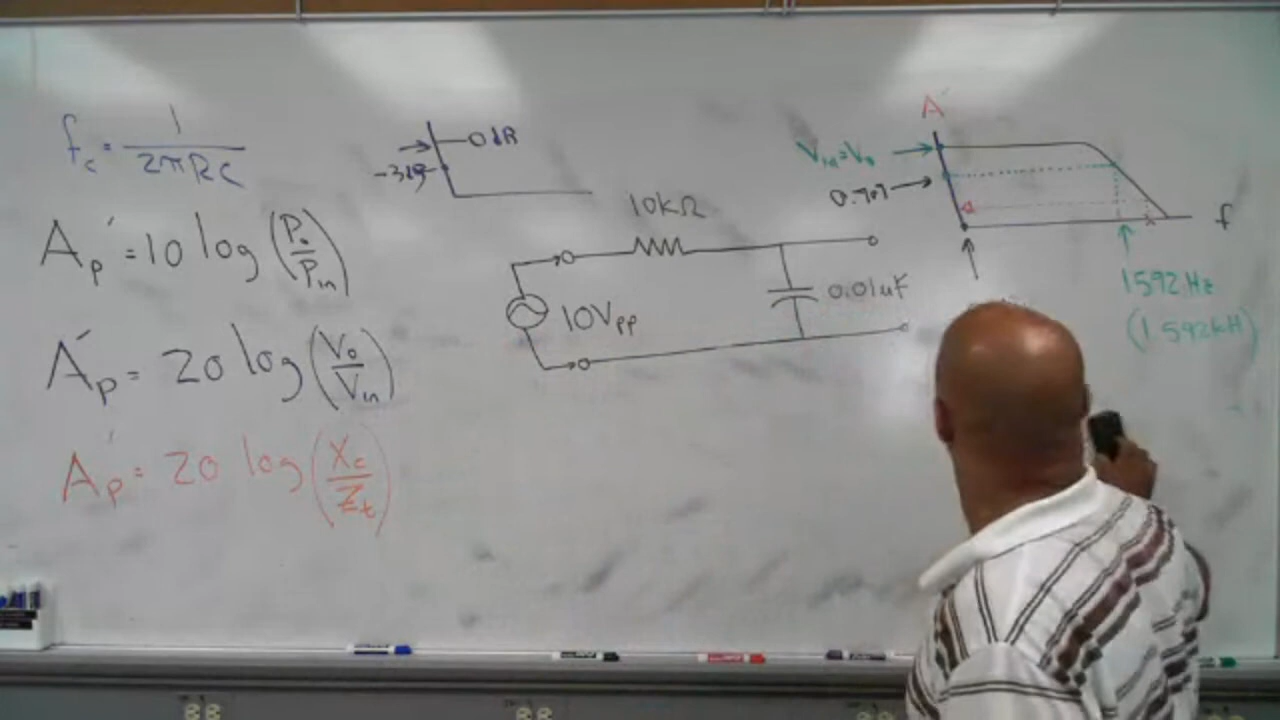 fc = 1/2πRC
Ap' = 10 log (Po/Pin)
Ap' = 20 log (Vo/Vin)
Ap' = 20 log (Xc/Zt)
0dB
-3dB
10kΩ
10Vpp
0.01uF
A
Vin=Vo
0.707
f
1592 Hz
(1.592kH)